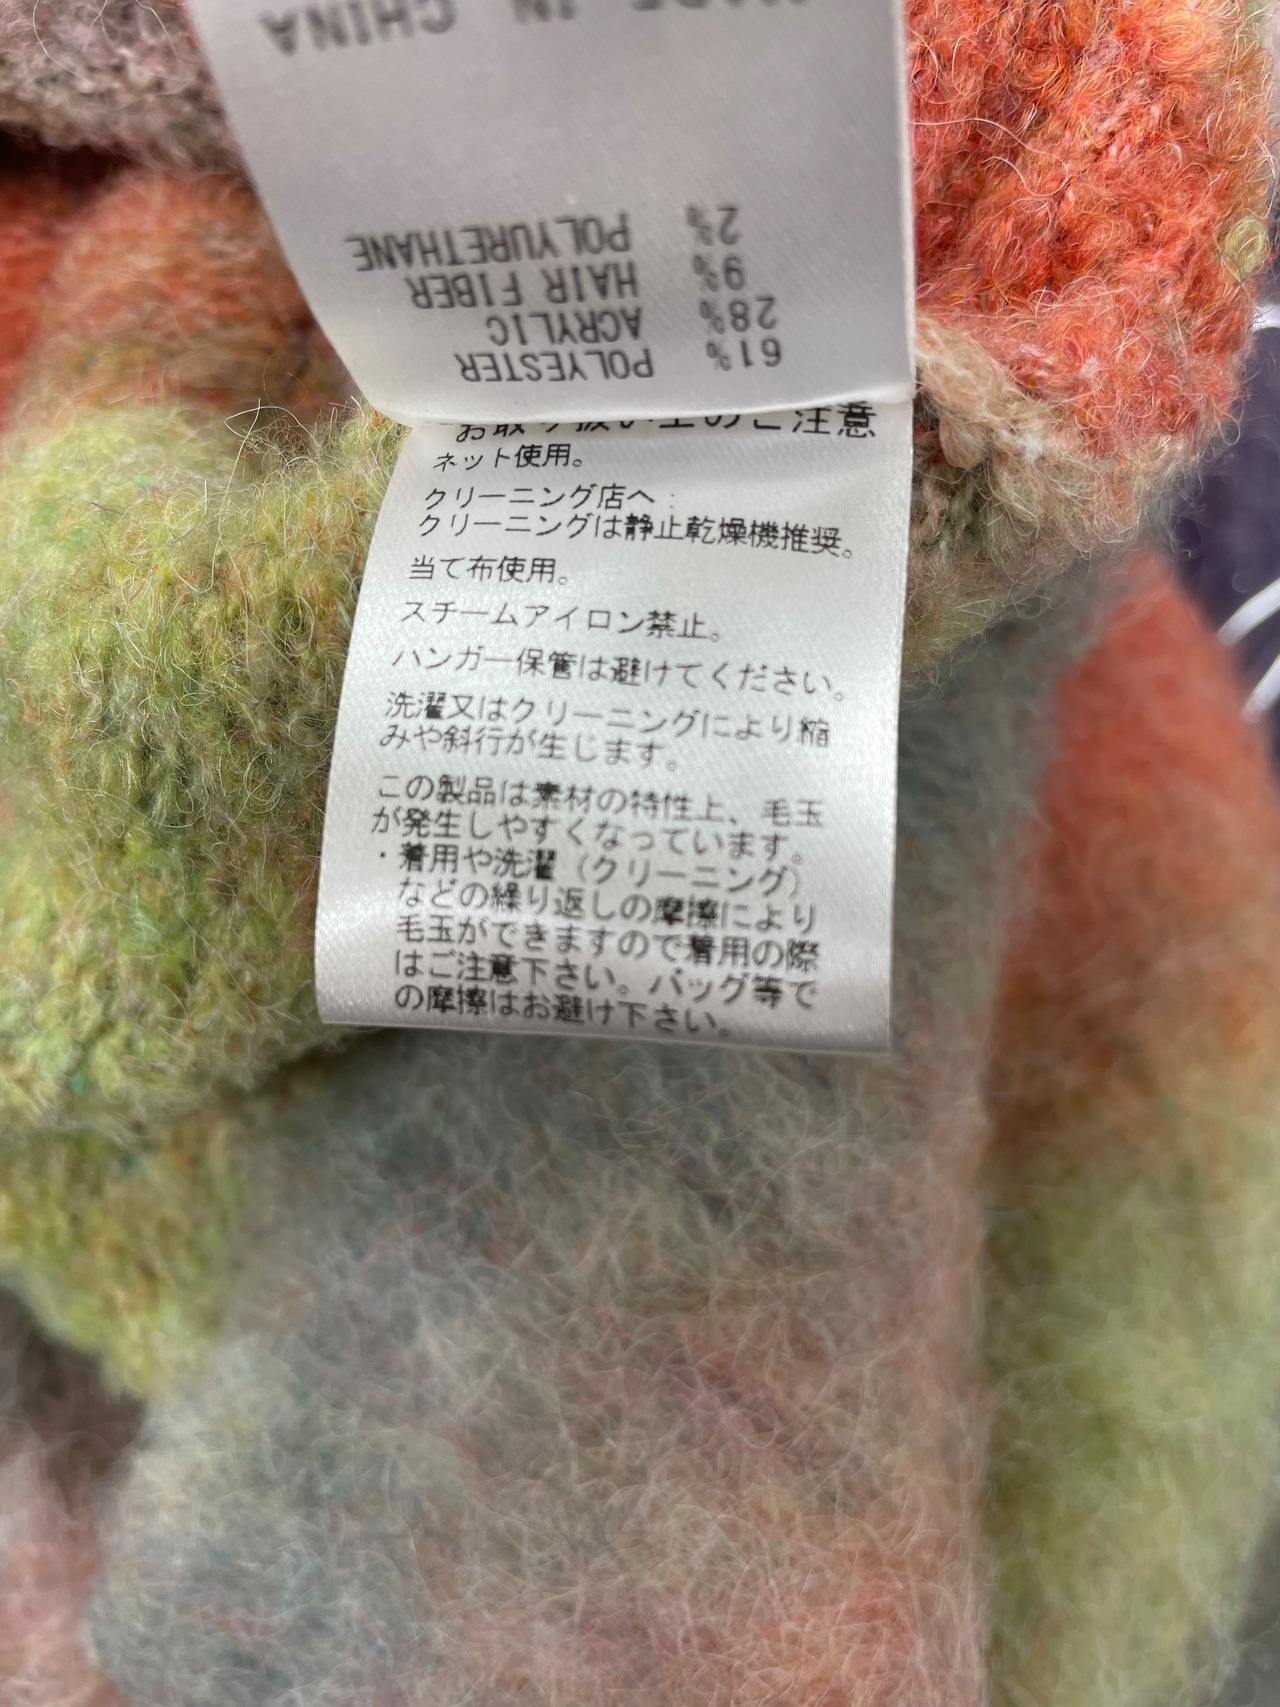 61% POLYESTER
28% ACRYLIC
9% HAIR FIBER
2% POLYURETHANE
MADE IN CHINA
お取り扱い上のご注意
ネット使用。
クリーニング店へ:
クリーニングは静止乾燥機推奨。
当て布使用。
スチームアイロン禁止。
ハンガー保管は避けてください。
洗濯又はクリーニングにより縮
みや斜行が生じます。
この製品は素材の特性上、毛玉
が発生しやすくなっています。
・着用や洗濯(クリーニング)
などの繰り返しの摩擦により
毛玉ができますので着用の際
はご注意下さい。バッグ等で
の摩擦はお避け下さい。